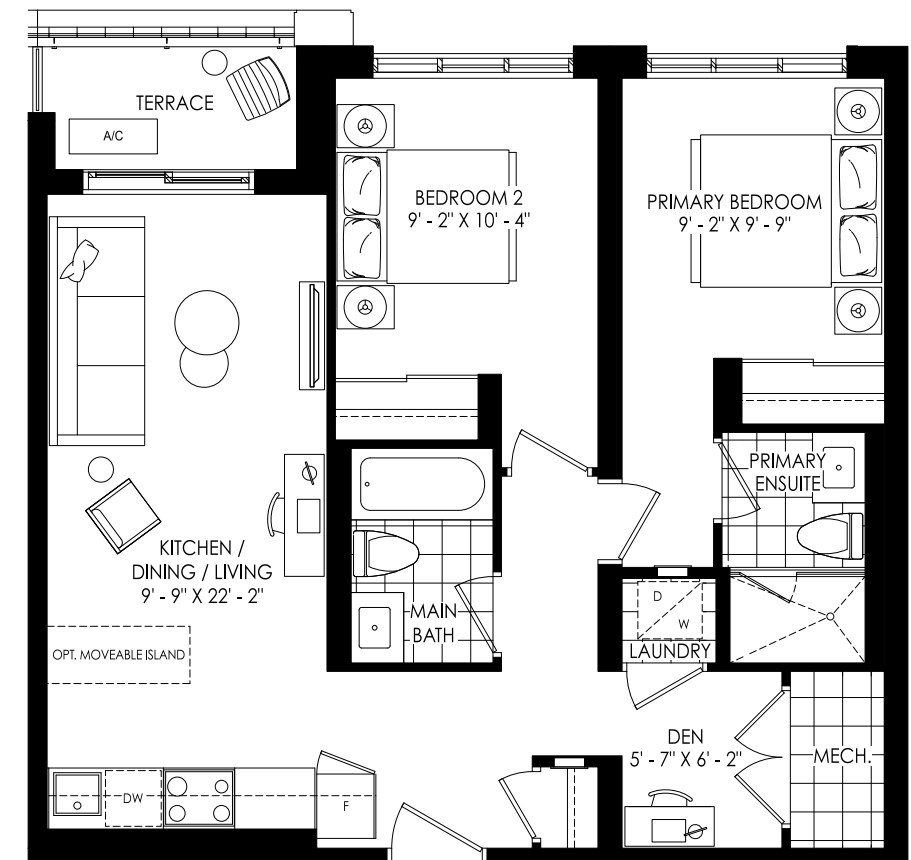 TERRACE
A/C
BEDROOM 2
9' - 2" X 10' - 4"
PRIMARY BEDROOM
9' - 2" X 9' - 9"
PRIMARY
ENSUITE
KITCHEN /
DINING / LIVING
9' - 9" X 22' - 2"
MAIN
BATH
D
W
LAUNDRY
OPT. MOVEABLE ISLAND
DEN
5' - 7" X 6' - 2"
MECH.
DW
F